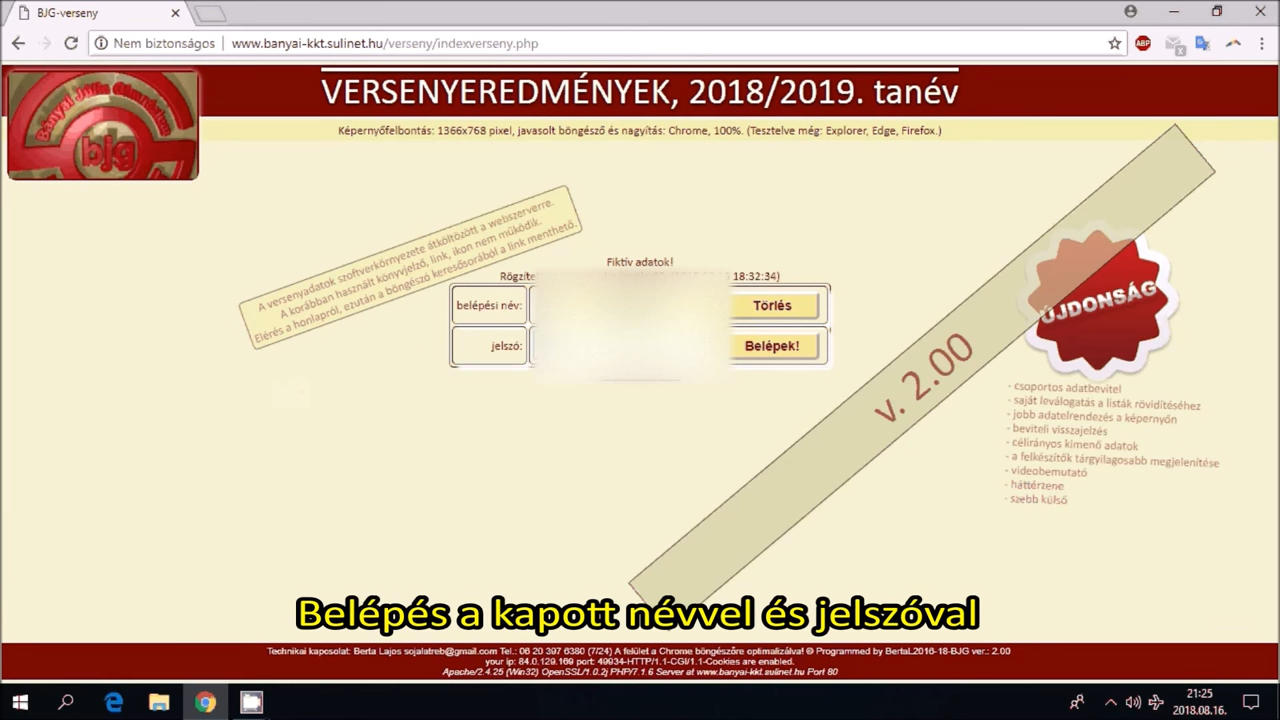 BJG-verseny
Nem biztonságos
www.banyai-kkt.sulinet.hu/verseny/indexverseny.php
ABP
bjg
VERSENYEREDMÉNYEK, 2018/2019. tanév
Képernyőfelbontás: 1366x768 pixel, javasolt böngésző és nagyítás: Chrome, 100%. (Tesztelve még: Explorer, Edge, Firefox.)
A versenyadatok szoftverkörnyezete átköltözött a webszerverre.
A korábban használt könyvjelző, link, ikon nem működik.
Elérés a honlapról, ezután a böngésző keresősorából a link menthető.
Fiktív adatok!
18:32:34)
belépési név:
Törlés
jelszó:
Belépek!
v. 2.00
ÚJDONSÁG
- csoportos adatbevitel
- saját leválogatás a listák rövidítéséhez
- jobb adatelrendezés a képernyőn
- beviteli visszajelzés
- célirányos kimenő adatok
- a felkészítők tárgyilagosabb megjelenítése
- videobemutató
- háttérzene
- szebb külső
Belépés a kapott névvel és jelszóval
Technikai kapcsolat: Berta Lajos sojalatreb@gmail.com Tel.: 06 20 397 6380 (7/24) A felület a Chrome böngészőre optimalizálva! © Programmed by BertaL2016-18-BJG ver.: 2.00
your ip: 84.0.129.169 port: 49934-HTTP/1.1-CGI/1.1-Cookies are enabled.
Apache/2.4.25 (Win32) OpenSSL/1.0.2j PHP/7.1.6 Server at www.banyai-kkt.sulinet.hu Port 80
21:25
2018.08.16.